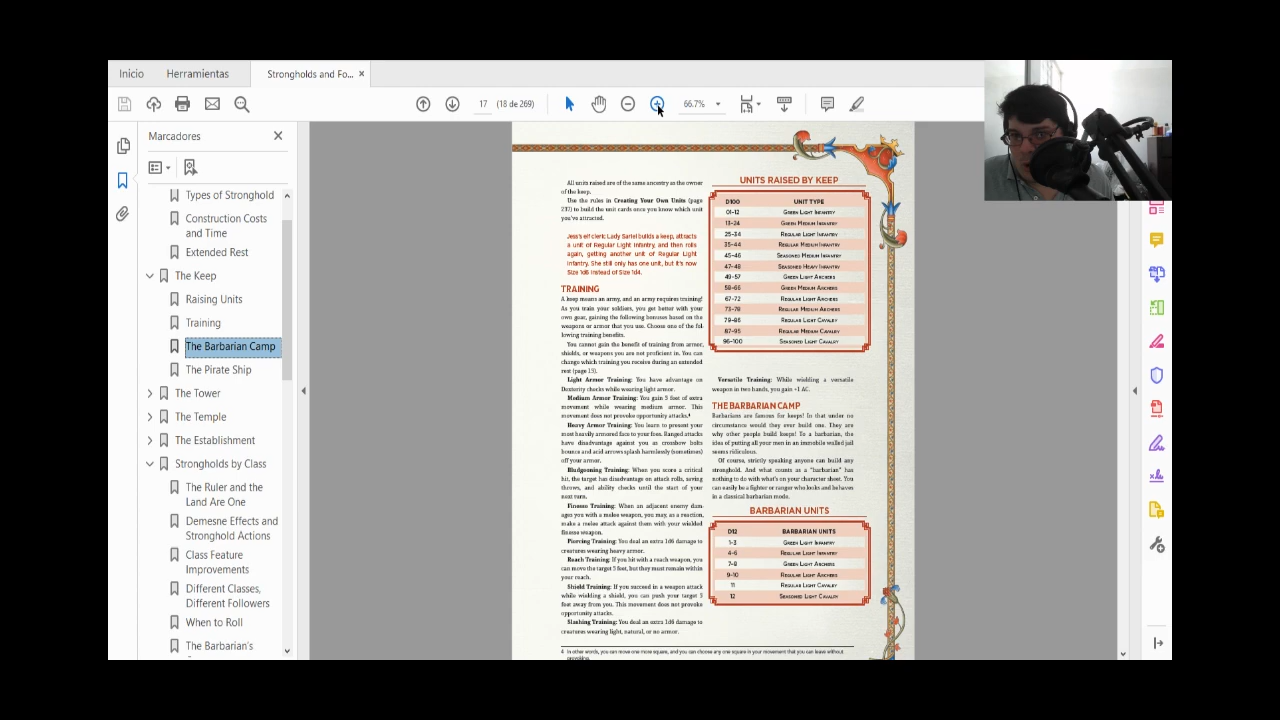 Inicio
Herramientas
Strongholds and Fo...
17
(18 de 269)
66.7%
Marcadores
Types of Stronghold
Construction Costs
and Time
Extended Rest
The Keep
Raising Units
Training
The Barbarian Camp
The Pirate Ship
The Tower
The Temple
The Establishment
Strongholds by Class
The Ruler and the
Land Are One
Demesne Effects and
Stronghold Actions
Class Feature
Improvements
Different Classes,
Different Followers
When to Roll
The Barbarian's
All units raised are of the same ancestry as the owner
of the keep.
Use the rules in Creating Your Own Units (page
237) to build the unit cards once you know which unit
you've attracted.
Jess's elf cleric Lady Sariel builds a keep, attracts
a unit of Regular Light Infantry, and then rolls
again, getting another unit of Regular Light
Infantry. She still only has one unit, but it's now
Size 1d6 instead of Size 1d4.
TRAINING
A keep means an army, and an army requires training!
As you train your soldiers, you get better with your
own gear, gaining the following bonuses based on the
weapons or armor that you use. Choose one of the fol-
lowing training benefits.
You cannot gain the benefit of training from armor,
shields, or weapons you are not proficient in. You can
change which training you receive during an extended
rest (page 13).
Light Armor Training: You have advantage on
Dexterity checks while wearing light armor.
Medium Armor Training: You gain 5 feet of extra
movement while wearing medium armor. This
movement does not provoke opportunity attacks.⁴
Heavy Armor Training: You learn to present your
most heavily armored face to your foes. Ranged attacks
have disadvantage against you as crossbow bolts
bounce and acid arrows splash harmlessly (sometimes)
off your armor.
Bludgeoning Training: When you score a critical
hit, the target has disadvantage on attack rolls, saving
throws, and ability checks until the start of your
next turn.
Finesse Training: When an adjacent enemy dam-
ages you with a melee weapon, you may, as a reaction,
make a melee attack against them with your wielded
finesse weapon.
Piercing Training: You deal an extra 1d6 damage to
creatures wearing heavy armor.
Reach Training: If you hit with a reach weapon, you
can move the target 5 feet, but they must remain within
your reach.
Shield Training: If you succeed in a weapon attack
while wielding a shield, you can push your target 5
feet away from you. This movement does not provoke
opportunity attacks.
Slashing Training: You deal an extra 1d6 damage to
creatures wearing light, natural, or no armor.
UNITS RAISED BY KEEP
D100 UNIT TYPE
01-12 Green Light Infantry
13-24 Green Medium Infantry
25-34 Regular Light Infantry
35-44 Regular Medium Infantry
45-46 Seasoned Medium Infantry
47-48 Seasoned Heavy Infantry
49-57 Green Light Archers
58-66 Green Medium Archers
67-72 Regular Light Archers
73-78 Regular Medium Archers
79-86 Regular Light Cavalry
87-95 Regular Medium Cavalry
96-100 Seasoned Light Cavalry
Versatile Training: While wielding a versatile
weapon in two hands, you gain +1 AC.
THE BARBARIAN CAMP
Barbarians are famous for keeps! In that under no
circumstance would they ever build one. They are
why other people build keeps! To a barbarian, the
idea of putting all your men in an immobile walled jail
seems ridiculous.
Of course, strictly speaking anyone can build any
stronghold. And what counts as a "barbarian" has
nothing to do with what's on your character sheet. You
can easily be a fighter or ranger who looks and behaves
in a classical barbarian mode.
BARBARIAN UNITS
D12 BARBARIAN UNITS
1-3 Green Light Infantry
4-6 Regular Light Infantry
7-8 Green Light Archers
9-10 Regular Light Archers
11 Regular Light Cavalry
12 Seasoned Light Cavalry
4 In other words, you can move one more square, and you can choose any one square in your movement that you can leave without
provoking.